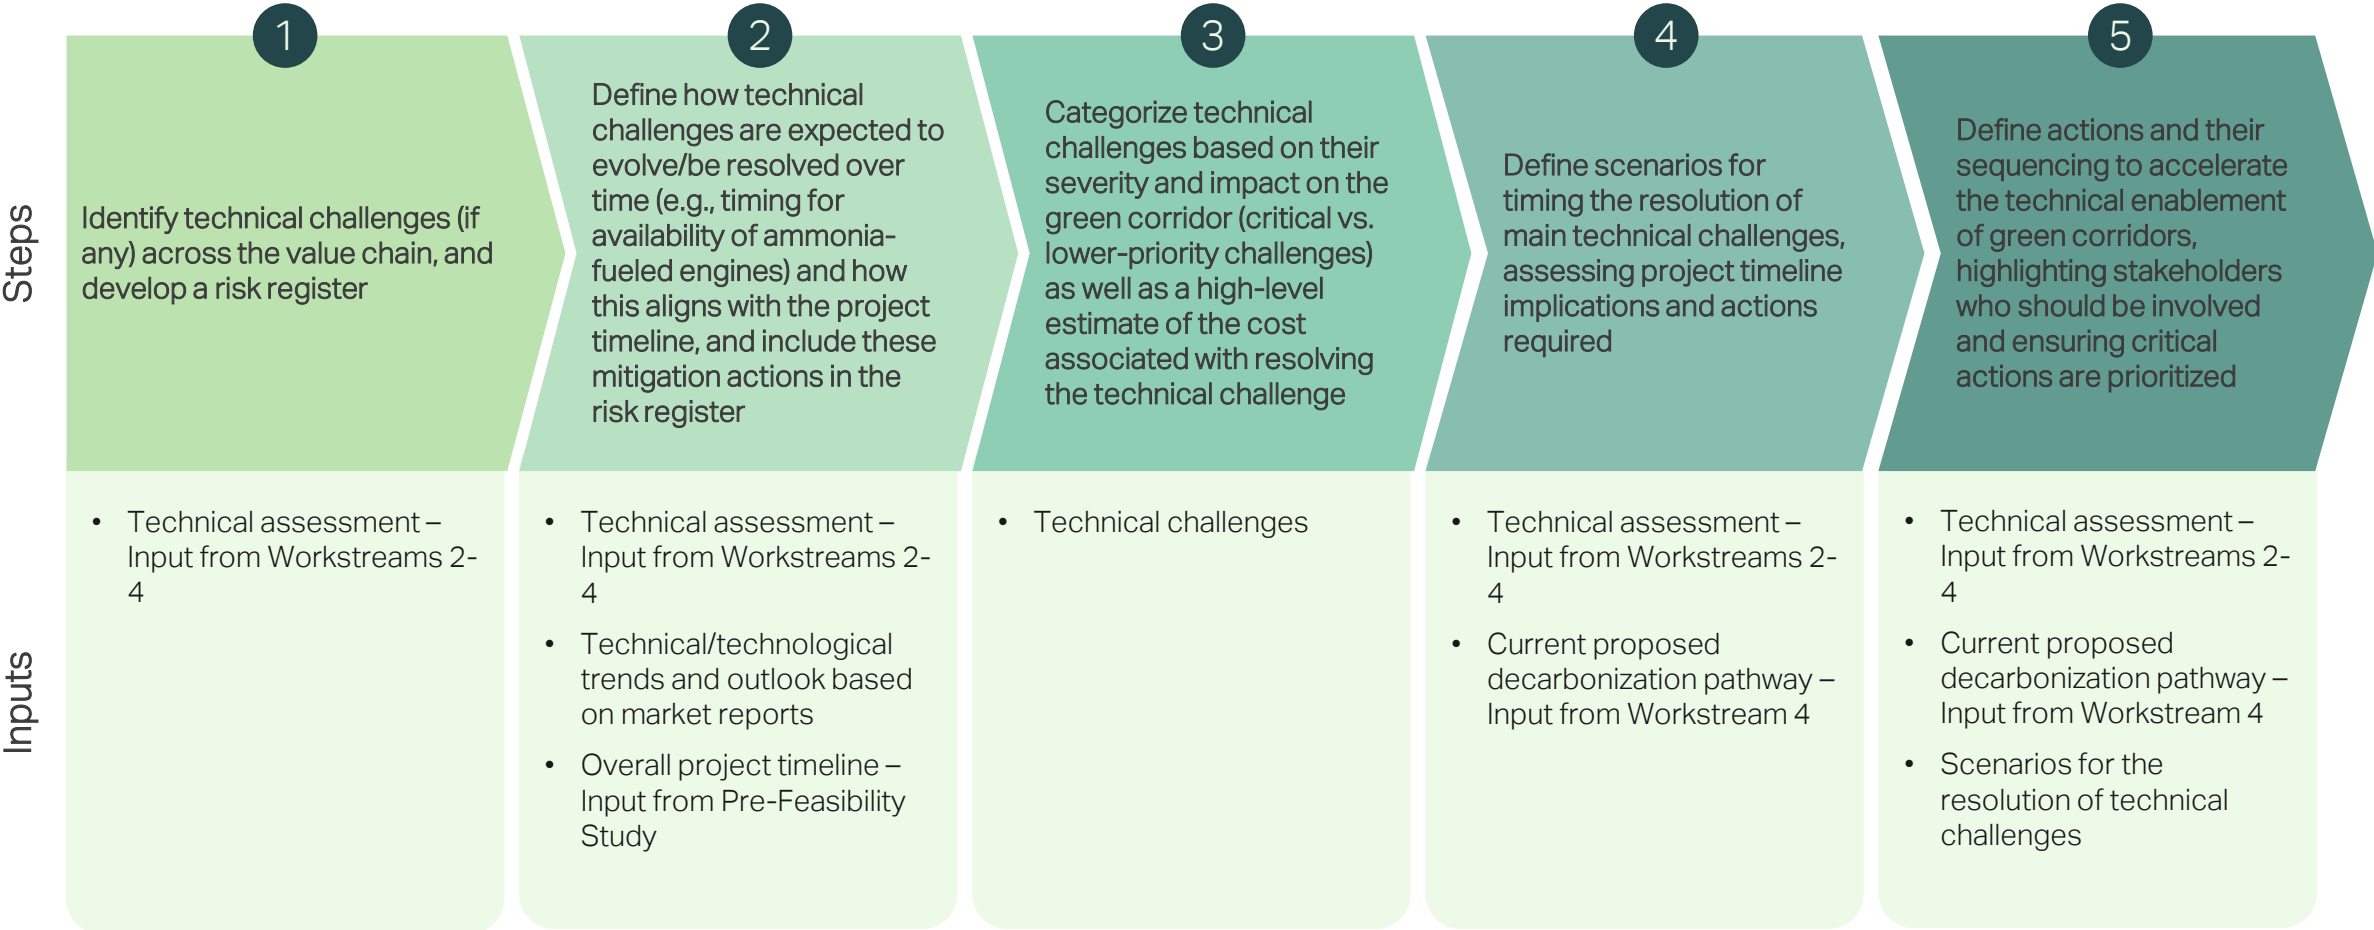 1
2
3
4
5
Steps
Identify technical challenges (if
any) across the value chain, and
develop a risk register
Define how technical
challenges are expected to
evolve/be resolved over
time (e.g., timing for
availability of ammonia-
fueled engines) and how
this aligns with the project
timeline, and include these
mitigation actions in the
risk register
Categorize technical
challenges based on their
severity and impact on the
green corridor (critical vs.
lower-priority challenges)
as well as a high-level
estimate of the cost
associated with resolving
the technical challenge
Define scenarios for
timing the resolution of
main technical challenges,
assessing project timeline
implications and actions
required
Define actions and their
sequencing to accelerate
the technical enablement
of green corridors,
highlighting stakeholders
who should be involved
and ensuring critical
actions are prioritized
Inputs
• Technical assessment –
Input from Workstreams 2-
4
• Technical assessment –
Input from Workstreams 2-
4
• Technical/technological
trends and outlook based
on market reports
• Overall project timeline –
Input from Pre-Feasibility
Study
• Technical challenges
• Technical assessment –
Input from Workstreams 2-
4
• Current proposed
decarbonization pathway –
Input from Workstream 4
• Technical assessment –
Input from Workstreams 2-
4
• Current proposed
decarbonization pathway –
Input from Workstream 4
• Scenarios for the
resolution of technical
challenges